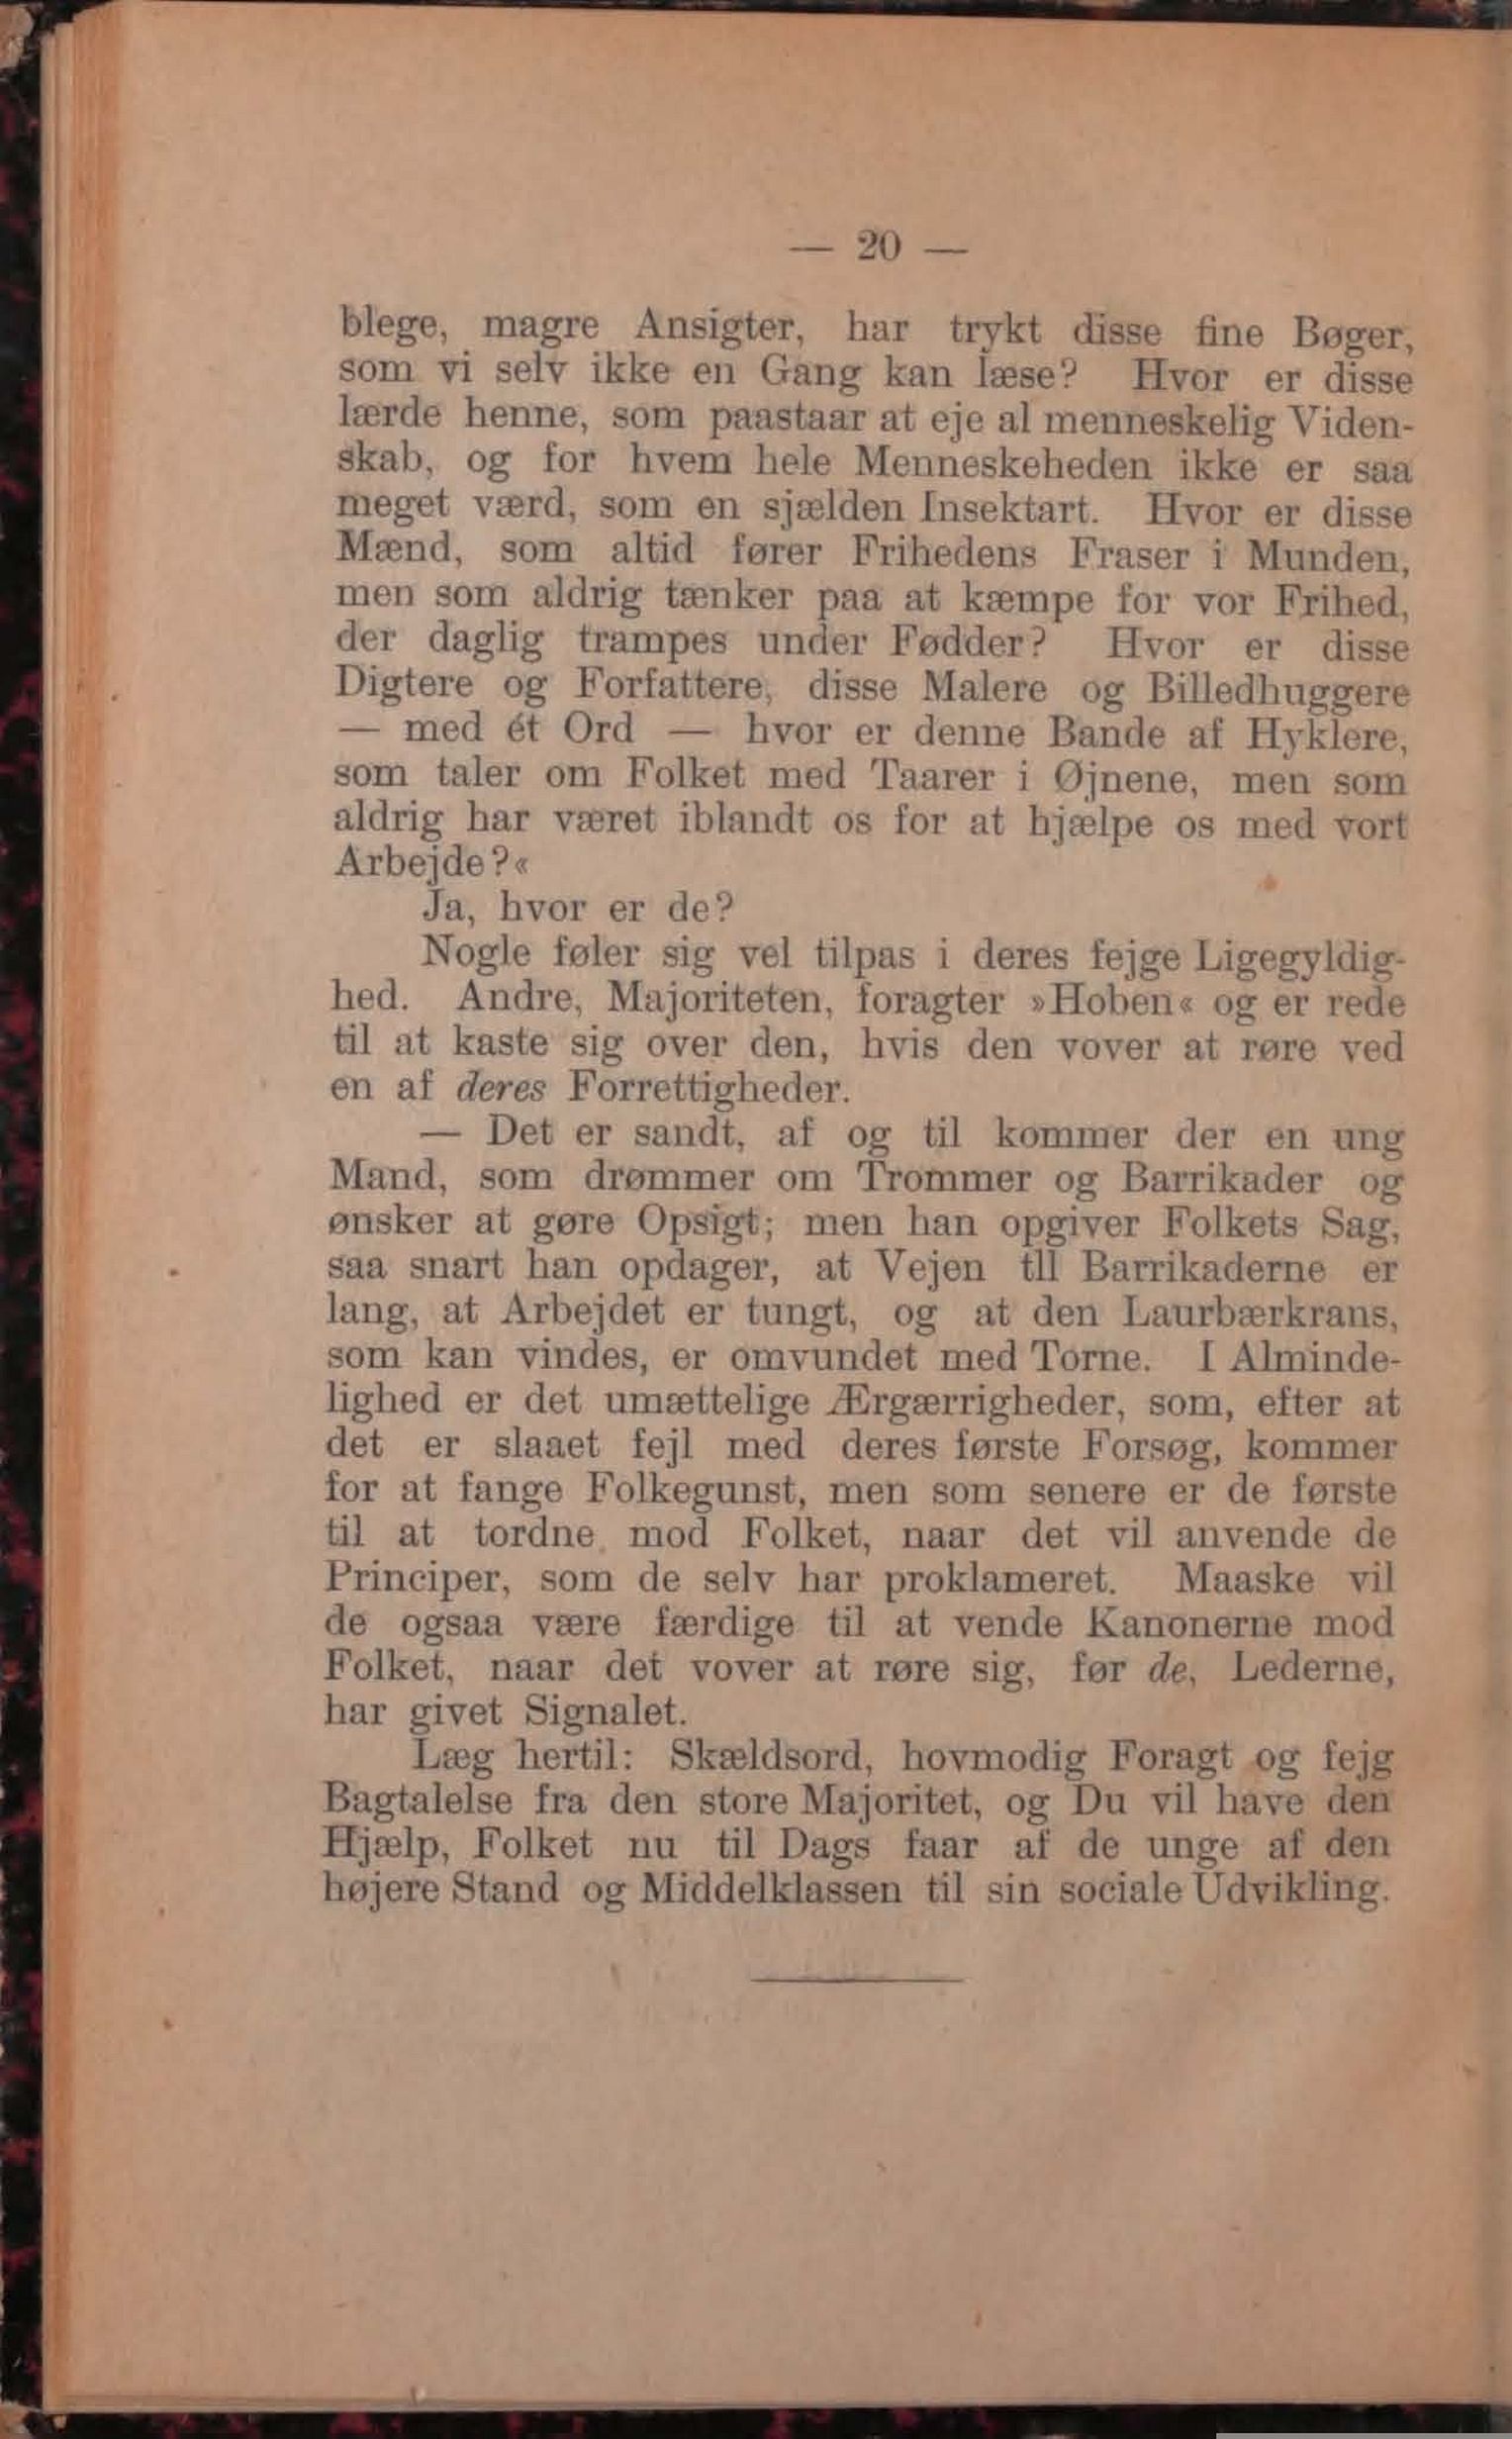 — 20 —
blege, magre Ansigter, har trykt disse fine Bøger,
som vi selv ikke en Gang kan læse? Hvor er disse
lærde henne, som paastaar at eje al menneskelig Viden-
skab, og for hvem hele Menneskeheden ikke er saa
meget værd, som en sjælden Insektart. Hvor er disse
Mænd, som altid fører Frihedens Fraser i Munden,
men som aldrig tænker paa at kæmpe for vor Frihed,
der daglig trampes under Fødder? Hvor er disse
Digtere og Forfattere, disse Malere og Billedhuggere
— med ét Ord — hvor er denne Bande af Hyklere,
som taler om Folket med Taarer i Øjnene, men som
aldrig har været iblandt os for at hjælpe os med vort
Arbejde?«
Ja, hvor er de?
Nogle føler sig vel tilpas i deres fejge Ligegyldig-
hed. Andre, Majoriteten, foragter »Hoben« og er rede
til at kaste sig over den, hvis den vover at røre ved
en af deres Forrettigheder.
— Det er sandt, af og til kommer der en ung
Mand, som drømmer om Trommer og Barrikader og
ønsker at gøre Opsigt; men han opgiver Folkets Sag,
saa snart han opdager, at Vejen tll Barrikaderne er
lang, at Arbejdet er tungt, og at den Laurbærkrans,
som kan vindes, er omvundet med Torne. I Alminde-
lighed er det umættelige Ærgærrigheder, som, efter at
det er slaaet fejl med deres første Forsøg, kommer
for at fange Folkegunst, men som senere er de første
til at tordne mod Folket, naar det vil anvende de
Principer, som de selv har proklameret. Maaske vil
de ogsaa være færdige til at vende Kanonerne mod
Folket, naar det vover at røre sig, før de, Lederne,
har givet Signalet.
Læg hertil: Skældsord, hovmodig Foragt og fejg
Bagtalelse fra den store Majoritet, og Du vil have den
Hjælp, Folket nu til Dags faar af de unge af den
højere Stand og Middelklassen til sin sociale Udvikling.